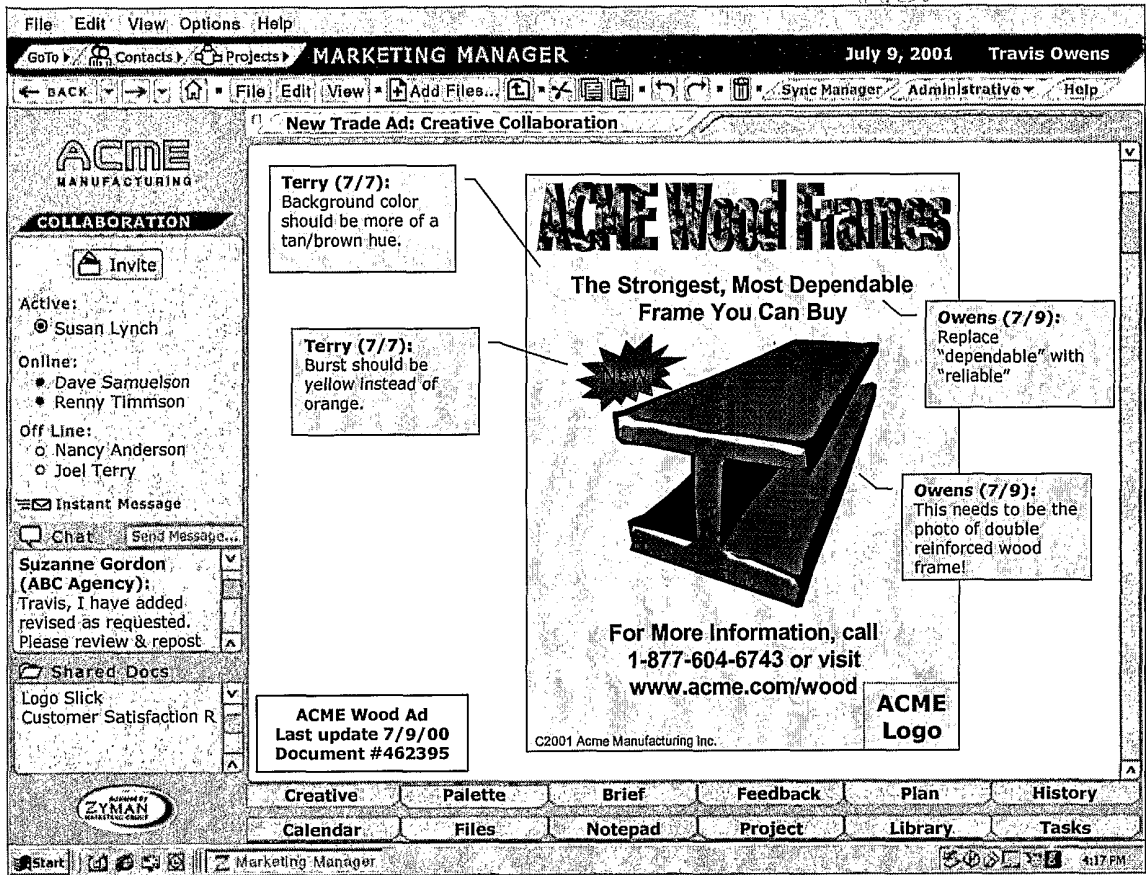 File Edit View Options Help
GoTo Contacts Projects MARKETING MANAGER July 9, 2001 Travis Owens
BACK File Edit View Add Files... Sync Manager Administrative Help
ACME
MANUFACTURING
COLLABORATION
Invite
Active:
Susan Lynch
Online:
Dave Samuelson
Renny Timmson
Off Line:
Nancy Anderson
Joel Terry
Instant Message
Chat Send Message...
Suzanne Gordon
(ABC Agency):
Travis, I have added
revised as requested.
Please review & repost
Shared Docs
Logo Slick
Customer Satisfaction R
ZYMAN
New Trade Ad: Creative Collaboration
Terry (7/7):
Background color
should be more of a
tan/brown hue.
Terry (7/7):
Burst should be
yellow instead of
orange.
ACME Wood Frames
The Strongest, Most Dependable
Frame You Can Buy
NEW
Owens (7/9):
Replace
"dependable" with
"reliable"
Owens (7/9):
This needs to be the
photo of double
reinforced wood
frame!
For More Information, call
1-877-604-6743 or visit
www.acme.com/wood
ACME
Logo
C2001 Acme Manufacturing Inc.
ACME Wood Ad
Last update 7/9/00
Document #462395
Creative Palette Brief Feedback Plan History
Calendar Files Notepad Project Library Tasks
Start Marketing Manager 4:17 PM